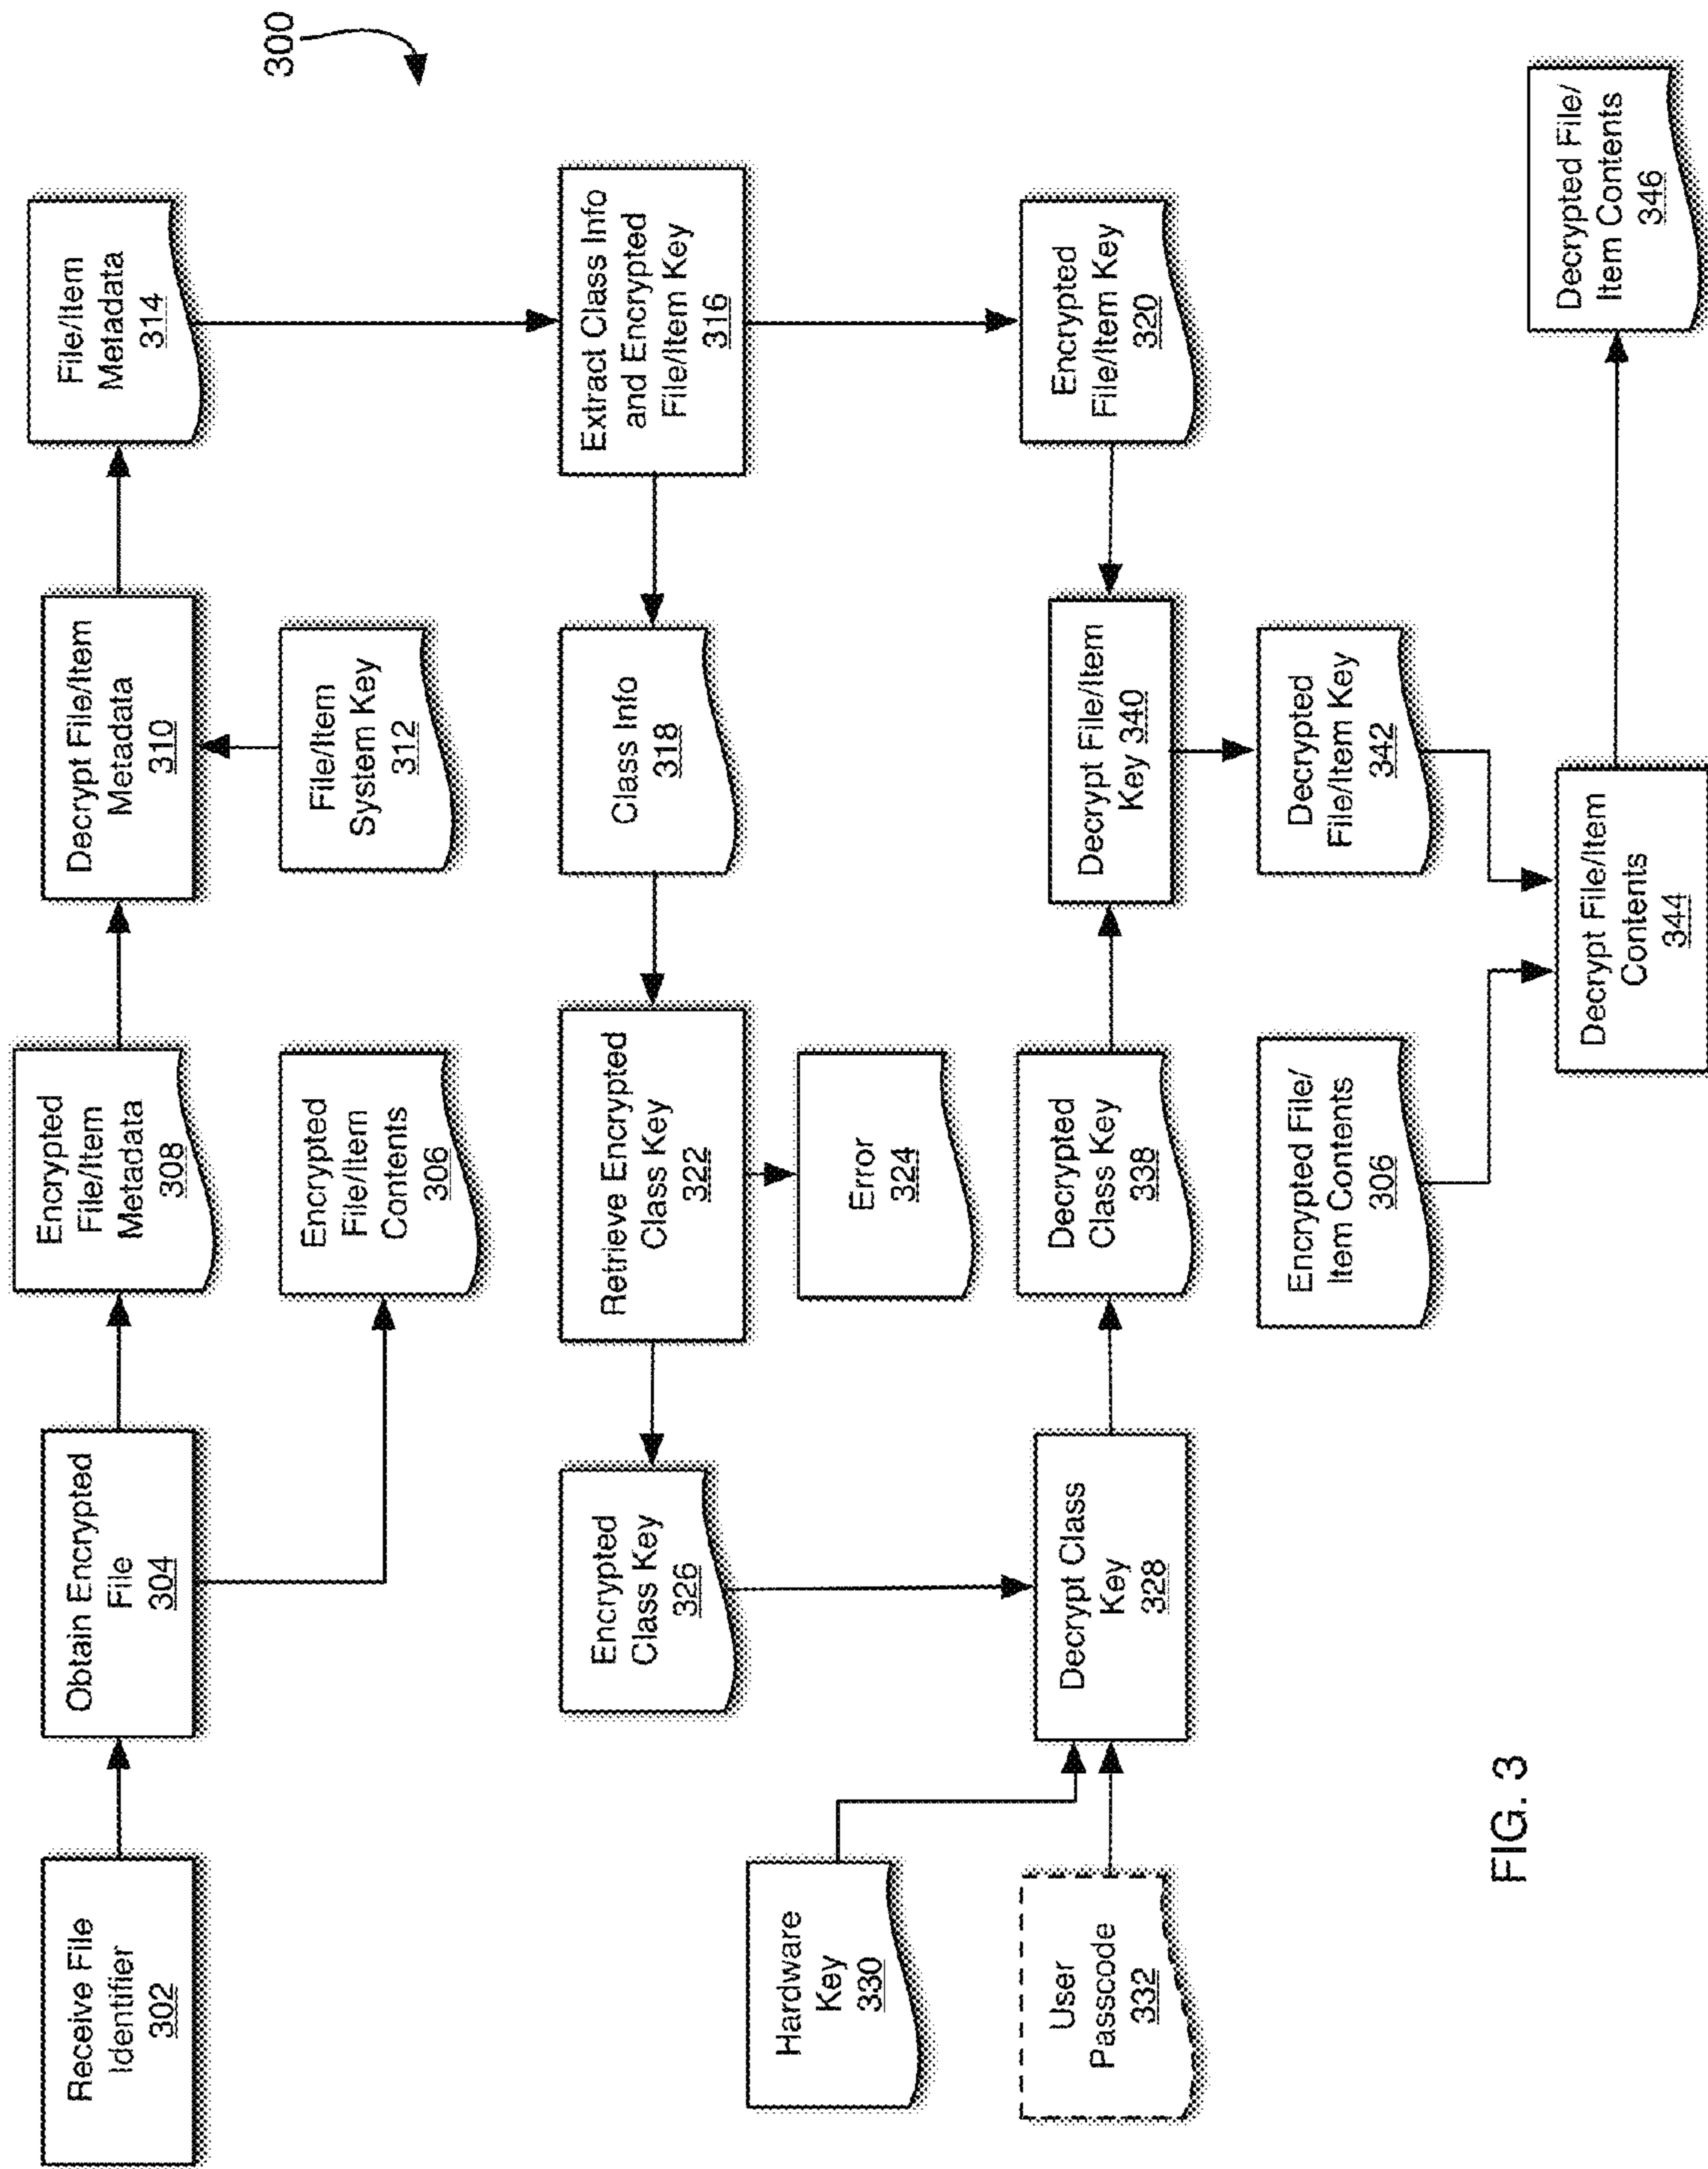 300
Receive File
Identifier
302
Obtain Encrypted
File
304
Encrypted
File/Item
Metadata
308
Decrypt File/Item
Metadata
310
File/Item
Metadata
314
Encrypted
File/Item
Contents
306
File/Item
System Key
312
Extract Class Info
and Encrypted
File/Item Key
316
Class Info
318
Retrieve Encrypted
Class Key
322
Encrypted
Class Key
326
Error
324
Hardware
Key
330
User
Passcode
332
Decrypt Class
Key
328
Decrypted
Class Key
338
Decrypt File/Item
Key 340
Encrypted
File/Item Key
320
Encrypted File/
Item Contents
306
Decrypted
File/Item Key
342
Decrypt File/Item
Contents
344
Decrypted File/
Item Contents
346
FIG. 3